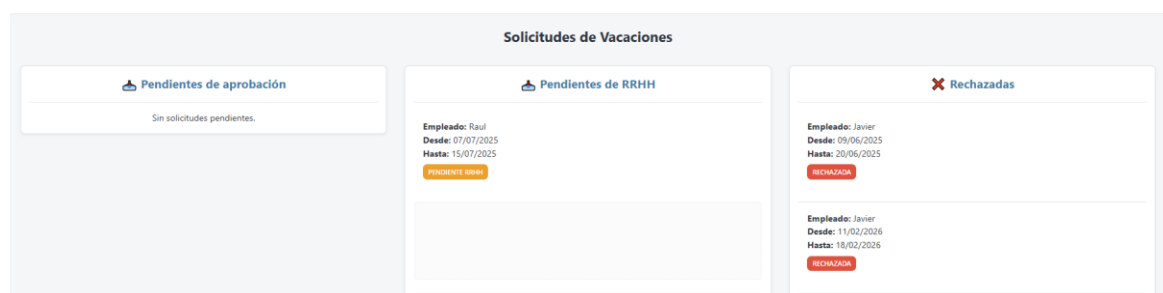 Solicitudes de Vacaciones
Pendientes de aprobación
Sin solicitudes pendientes.
Pendientes de RRHH
Empleado: Raul
Desde: 07/07/2025
Hasta: 15/07/2025
PENDIENTE RRHH
Rechazadas
Empleado: Javier
Desde: 09/06/2025
Hasta: 20/06/2025
RECHAZADA
Empleado: Javier
Desde: 11/02/2026
Hasta: 18/02/2026
RECHAZADA